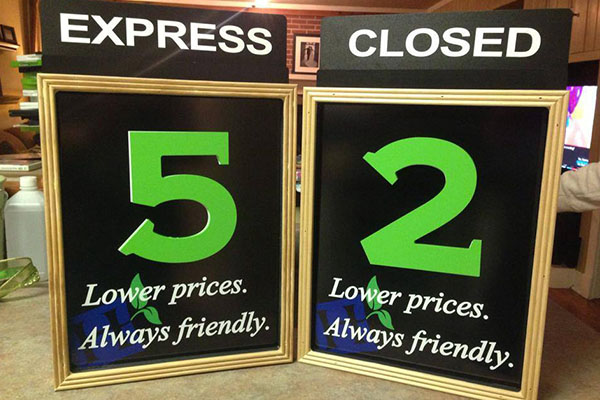 EXPRESS
5
Lower prices.
Always friendly.
CLOSED
2
Lower prices.
Always friendly.